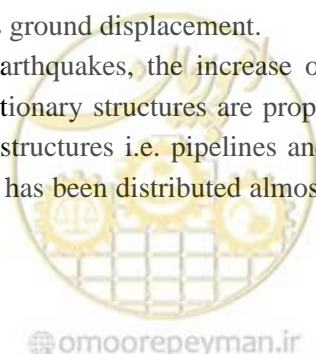 s ground displacement.
arthquakes, the increase o
tionary structures are prop
structures i.e. pipelines an
has been distributed almos
omoorepeyman.ir